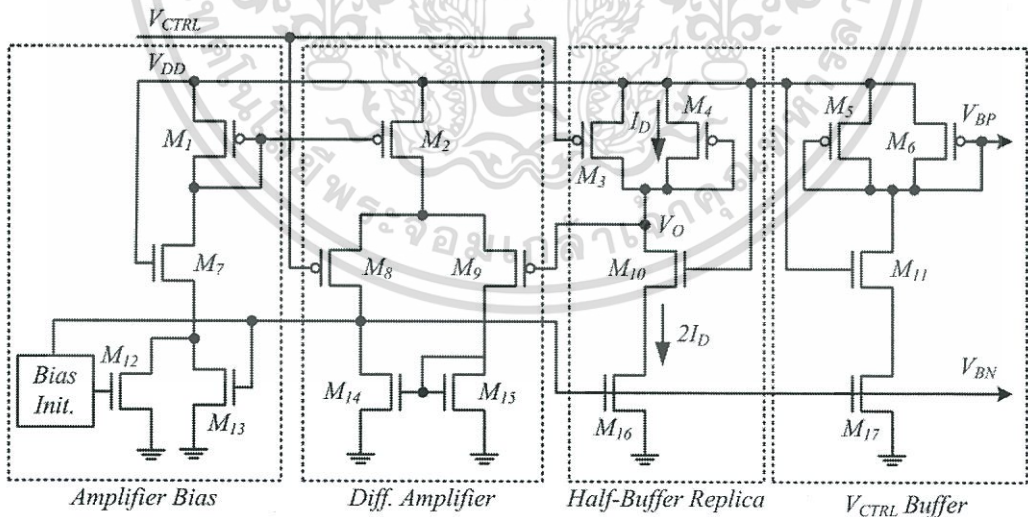 V_CTRL
V_DD
M_1
M_2
M_3
I_D
M_4
M_5
M_6
V_BP
M_7
M_8
M_9
V_O
M_10
M_11
2I_D
Bias
Init.
M_12
M_13
M_14
M_15
M_16
M_17
V_BN
Amplifier Bias
Diff. Amplifier
Half-Buffer Replica
V_CTRL Buffer